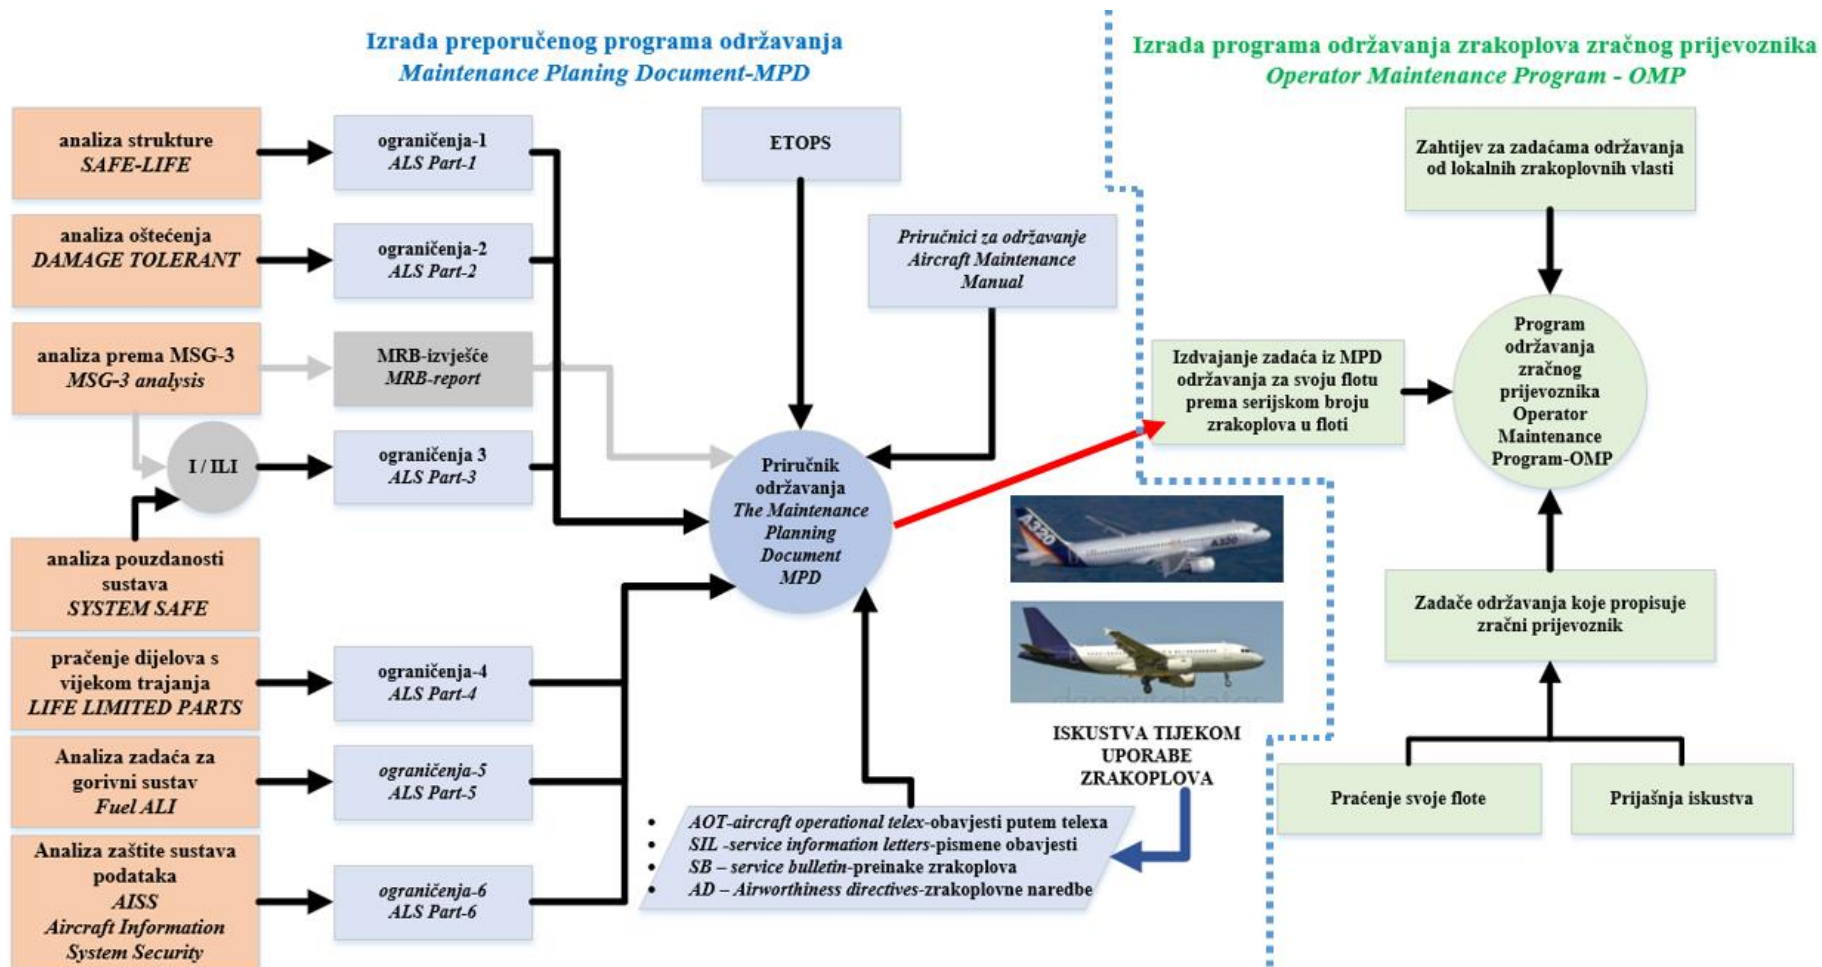 Izrada preporučenog programa održavanja
Maintenance Planing Document-MPD
Izrada programa održavanja zrakoplova zračnog prijevoznika
Operator Maintenance Program - OMP
analiza strukture
SAFE-LIFE
ograničenja-1
ALS Part-1
ETOPS
Zahtijev za zadaćama održavanja
od lokalnih zrakoplovnih vlasti
analiza oštećenja
DAMAGE TOLERANT
ograničenja-2
ALS Part-2
Priručnici za održavanje
Aircraft Maintenance
Manual
analiza prema MSG-3
MSG-3 analysis
MRB-izvješće
MRB-report
Izdvajanje zadaća iz MPD
održavanja za svoju flotu
prema serijskom broju
zrakoplova u floti
Program
održavanja
zračnog
prijevoznika
Operator
Maintenance
Program-OMP
I / ILI
ograničenja 3
ALS Part-3
Priručnik
održavanja
The Maintenance
Planning
Document
MPD
A320
A320
analiza pouzdanosti
sustava
SYSTEM SAFE
Zadače održavanja koje propisuje
zračni prijevoznik
pračenje dijelova s
vijekom trajanja
LIFE LIMITED PARTS
ograničenja-4
ALS Part-4
ISKUSTVA TIJEKOM
UPORABE
ZRAKOPLOVA
Analiza zadaća za
gorivni sustav
Fuel ALI
ograničenja-5
ALS Part-5
Praćenje svoje flote
Prijašnja iskustva
• AOT-aircraft operational telex-obavjesti putem telexa
• SIL -service information letters-pismene obavjesti
• SB – service bulletin-preinake zrakoplova
• AD – Airworthiness directives-zrakoplovne naredbe
Analiza zaštite sustava
podataka
AISS
Aircraft Information
System Security
ograničenja-6
ALS Part-6